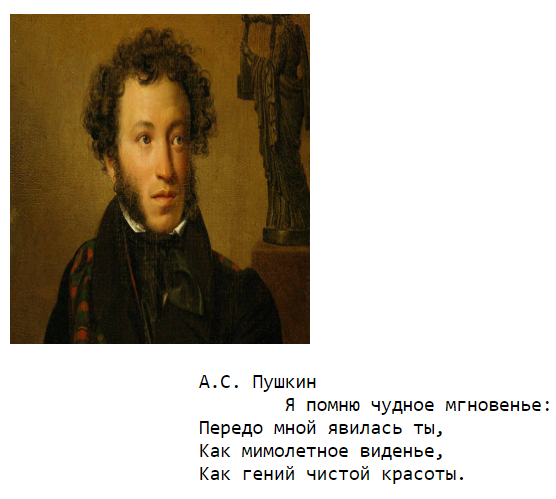 А.С. Пушкин
Я помню чудное мгновенье:
Передо мной явилась ты,
Как мимолетное виденье,
Как гений чистой красоты.